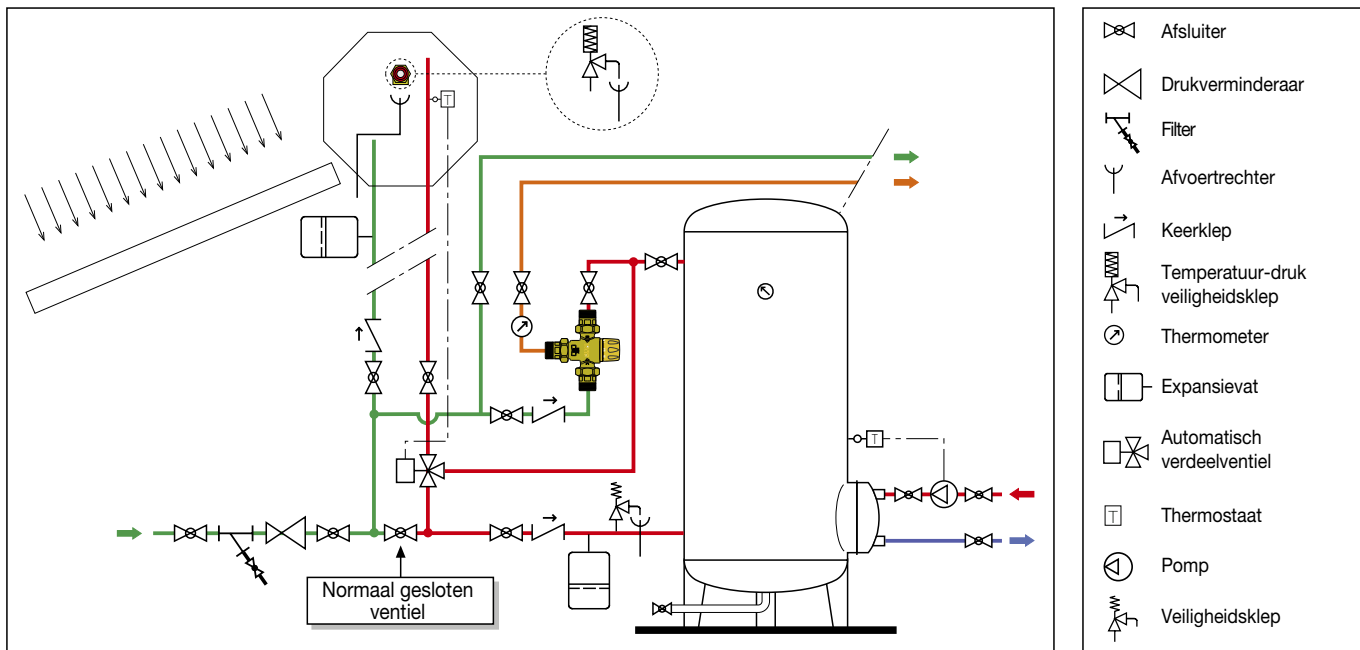 T
T
Normaal gesloten
ventiel
Afsluiter
Drukverminderaar
Filter
Afvoertrechter
Keerklep
Temperatuur-druk
veiligheidsklep
Thermometer
Expansievat
Automatisch
verdeelventiel
T
Thermostaat
Pomp
Veiligheidsklep